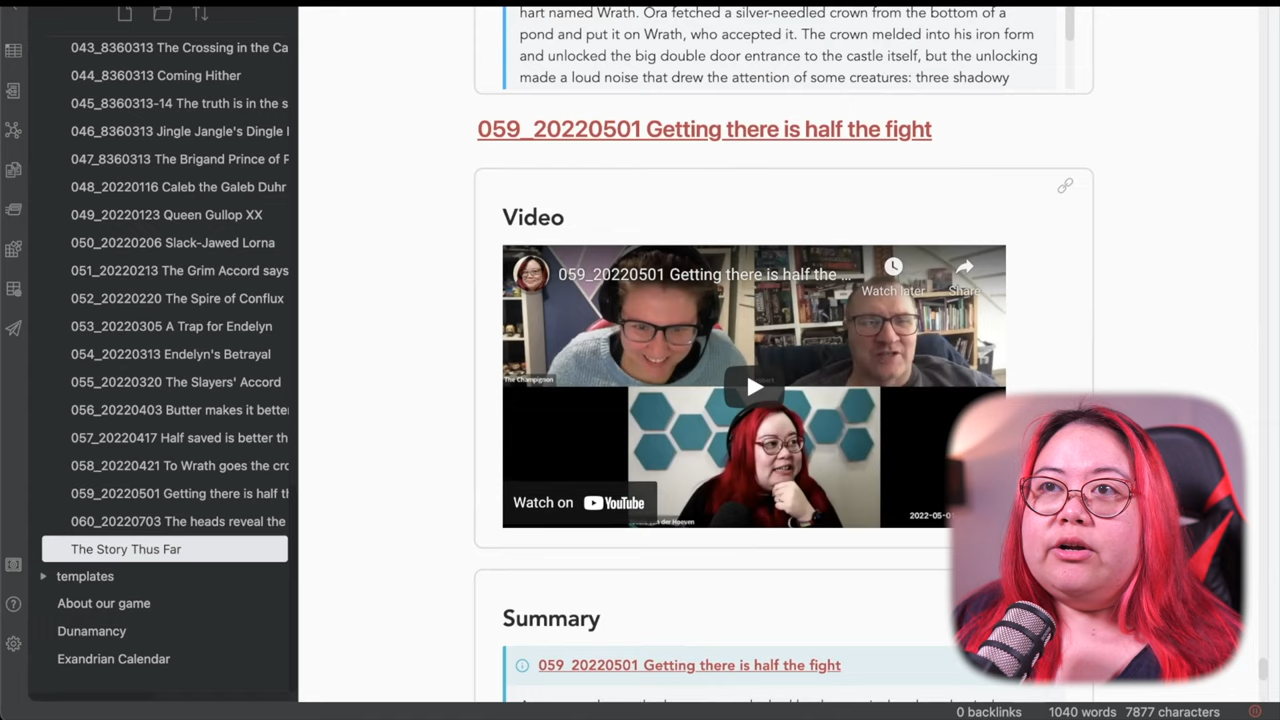 043_8360313 The Crossing in the Ca
044_8360313 Coming Hither
045_8360313-14 The truth is in the s
046_8360313 Jingle Jangle's Dingle
047_8360313 The Brigand Prince of P
048_20220116 Caleb the Galeb Duhr
049_20220123 Queen Gullop XX
050_20220206 Slack-Jawed Lorna
051_20220213 The Grim Accord says
052_20220220 The Spire of Conflux
053_20220305 A Trap for Endelyn
054_20220313 Endelyn's Betrayal
055_20220320 The Slayers' Accord
056_20220403 Butter makes it bette
057_20220417 Half saved is better th
058_20220421 To Wrath goes the cro
059_20220501 Getting there is half th
060_20220703 The heads reveal the
The Story Thus Far
templates
About our game
Dunamancy
Exandrian Calendar
hart named Wrath. Ora fetched a silver-needled crown from the bottom of a
pond and put it on Wrath, who accepted it. The crown melded into his iron form
and unlocked the big double door entrance to the castle itself, but the unlocking
made a loud noise that drew the attention of some creatures: three shadowy
059_20220501 Getting there is half the fight
Video
059_20220501 Getting there is half the ...
Watch later
Share
The Champignon
Watch on YouTube
2022-05-0
Summary
059_20220501 Getting there is half the fight
0 backlinks 1040 words 7877 characters